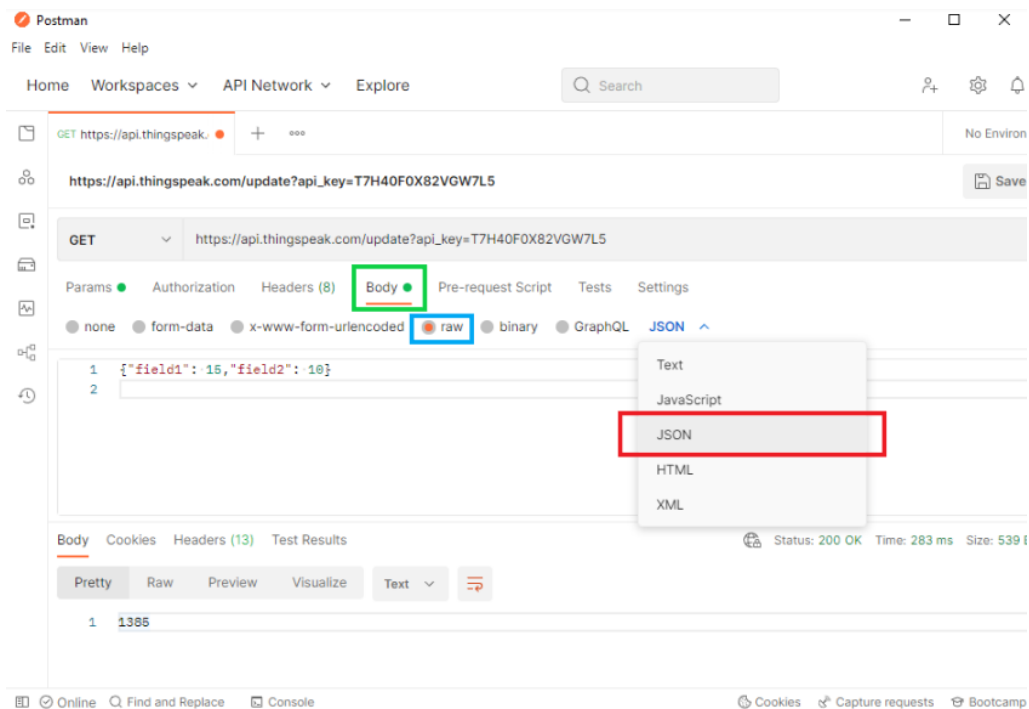 Postman
File Edit View Help
Home Workspaces API Network Explore Search
GET https://api.thingspeak. No Environ
https://api.thingspeak.com/update?api_key=T7H40F0X82VGW7L5 Save
GET https://api.thingspeak.com/update?api_key=T7H40F0X82VGW7L5
Params Authorization Headers (8) Body Pre-request Script Tests Settings
none form-data x-www-form-urlencoded raw binary GraphQL JSON
Text
1 {"field1": 15,"field2": 10}
2
JavaScript
JSON
HTML
XML
Body Cookies Headers (13) Test Results Status: 200 OK Time: 283 ms Size: 539 B
Pretty Raw Preview Visualize Text
1 1385
Online Find and Replace Console Cookies Capture requests Bootcamp